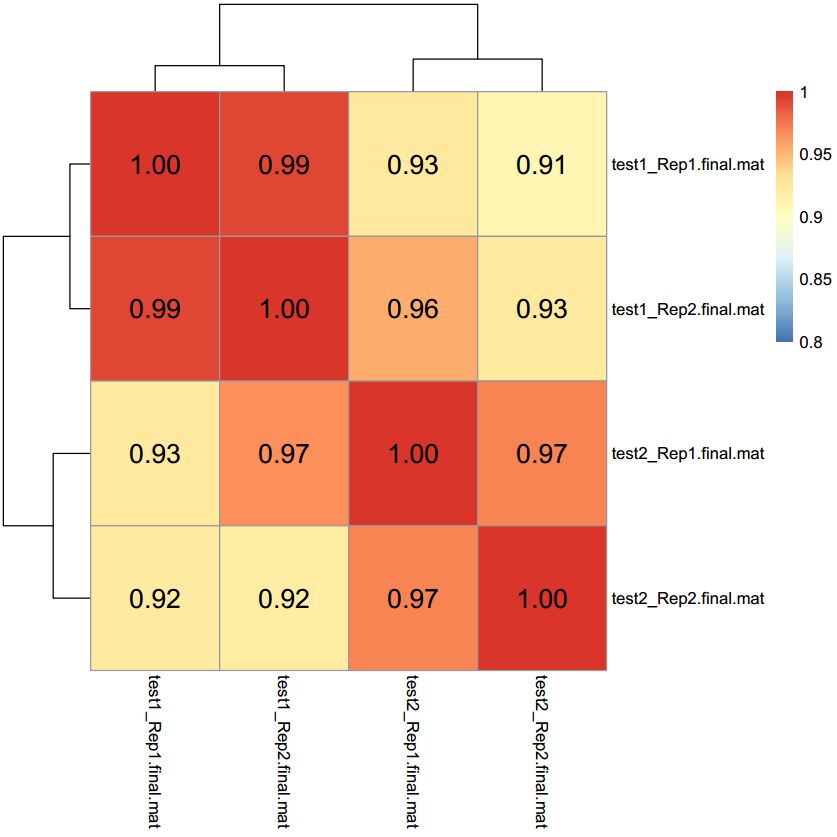 1.00 0.99 0.93 0.91 test1_Rep1.final.mat
0.99 1.00 0.96 0.93 test1_Rep2.final.mat
0.93 0.97 1.00 0.97 test2_Rep1.final.mat
0.92 0.92 0.97 1.00 test2_Rep2.final.mat
test1_Rep1.final.mat
test1_Rep2.final.mat
test2_Rep1.final.mat
test2_Rep2.final.mat
1
0.95
0.9
0.85
0.8